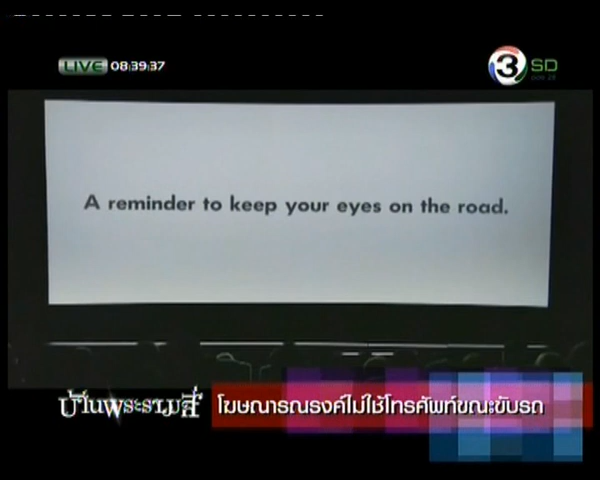 LIVE 08:39:37
3 SD
A reminder to keep your eyes on the road.
บ้านพระรามสี่
โฆษณารณรงค์ไม่ใช้โทรศัพท์ขณะขับรถ